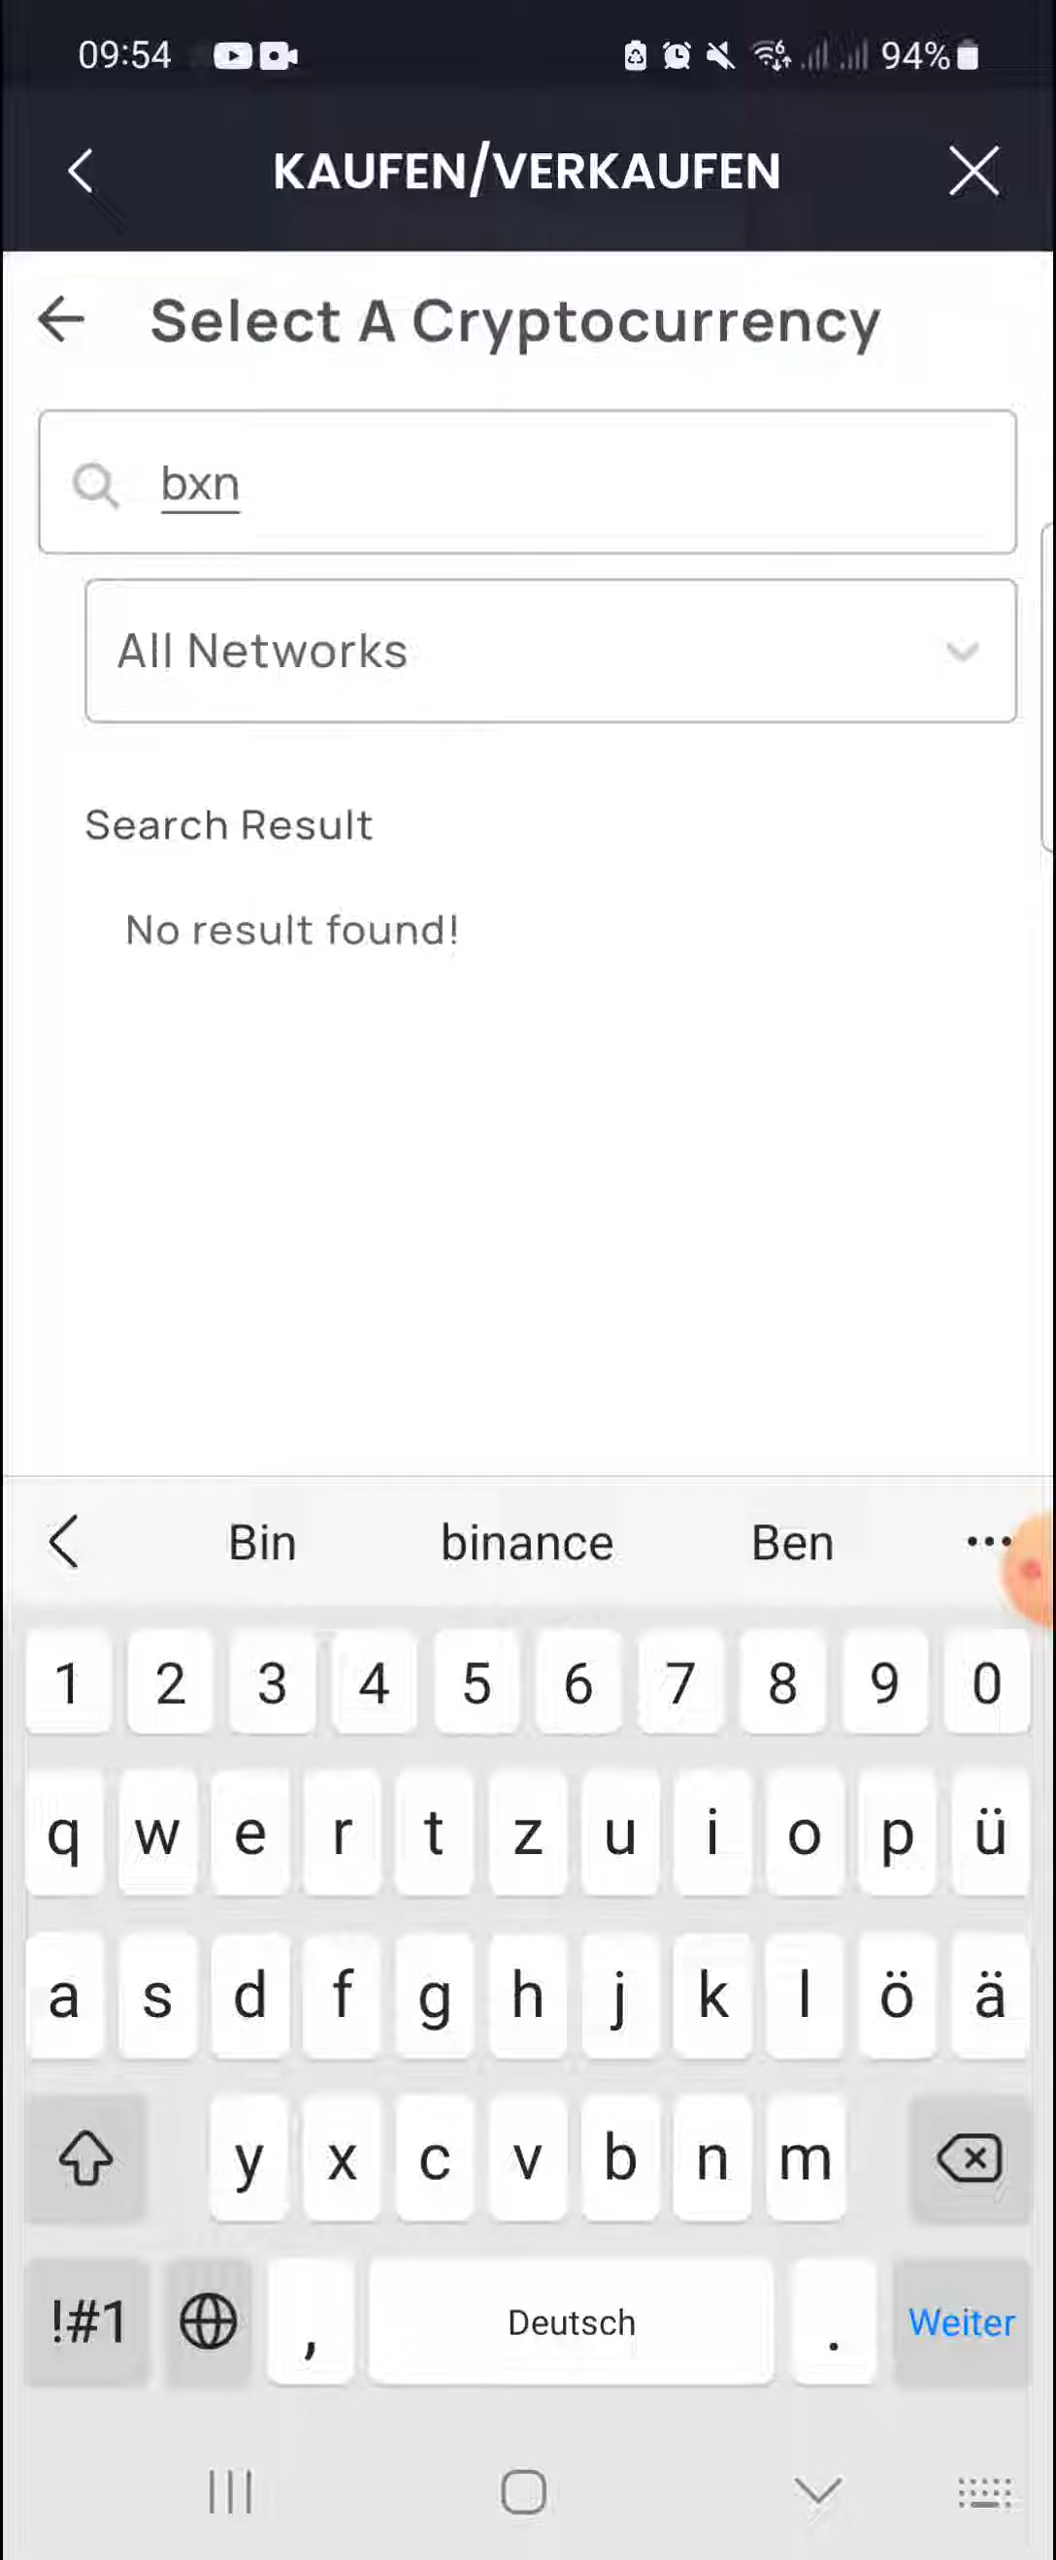 09:54
94%
KAUFEN/VERKAUFEN
Select A Cryptocurrency
bxn
All Networks
Search Result
No result found!
Bin binance Ben ...
1 2 3 4 5 6 7 8 9 0
q w e r t z u i o p ü
a s d f g h j k l ö ä
y x c v b n m
!#1 , Deutsch . Weiter